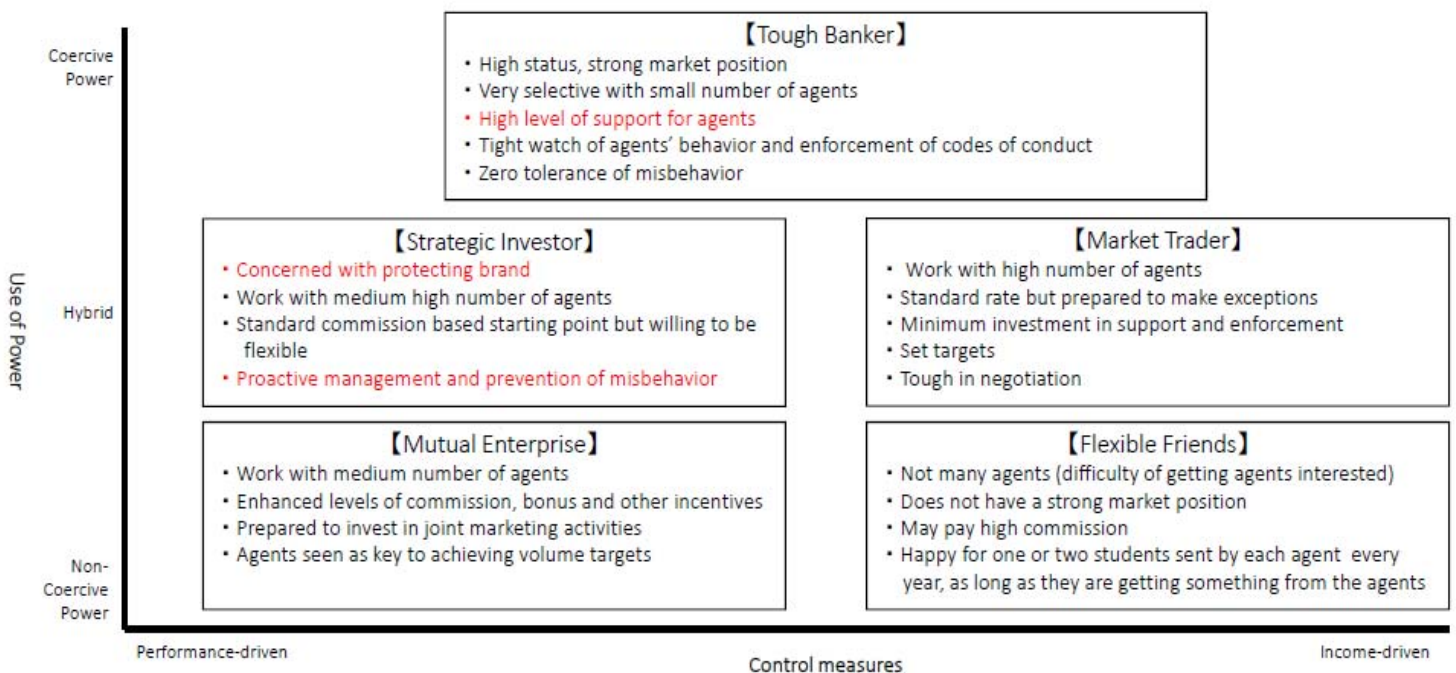 Coercive
Power
【Tough Banker】
・High status, strong market position
・Very selective with small number of agents
・High level of support for agents
・Tight watch of agents’ behavior and enforcement of codes of conduct
・Zero tolerance of misbehavior
Use of Power
Hybrid
【Strategic Investor】
・Concerned with protecting brand
・Work with medium high number of agents
・Standard commission based starting point but willing to be
flexible
・Proactive management and prevention of misbehavior
【Market Trader】
・ Work with high number of agents
・Standard rate but prepared to make exceptions
・Minimum investment in support and enforcement
・Set targets
・Tough in negotiation
Non-
Coercive
Power
【Mutual Enterprise】
・Work with medium number of agents
・Enhanced levels of commission, bonus and other incentives
・Prepared to invest in joint marketing activities
・Agents seen as key to achieving volume targets
【Flexible Friends】
・Not many agents (difficulty of getting agents interested)
・Does not have a strong market position
・May pay high commission
・Happy for one or two students sent by each agent every
year, as long as they are getting something from the agents
Performance-driven
Control measures
Income-driven